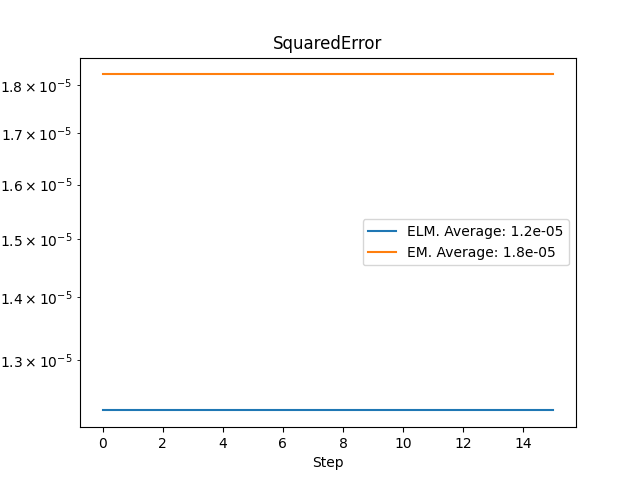 SquaredError
1.8 × 10⁻⁵
1.7 × 10⁻⁵
1.6 × 10⁻⁵
1.5 × 10⁻⁵
1.4 × 10⁻⁵
1.3 × 10⁻⁵
ELM. Average: 1.2e-05
EM. Average: 1.8e-05
0 2 4 6 8 10 12 14
Step